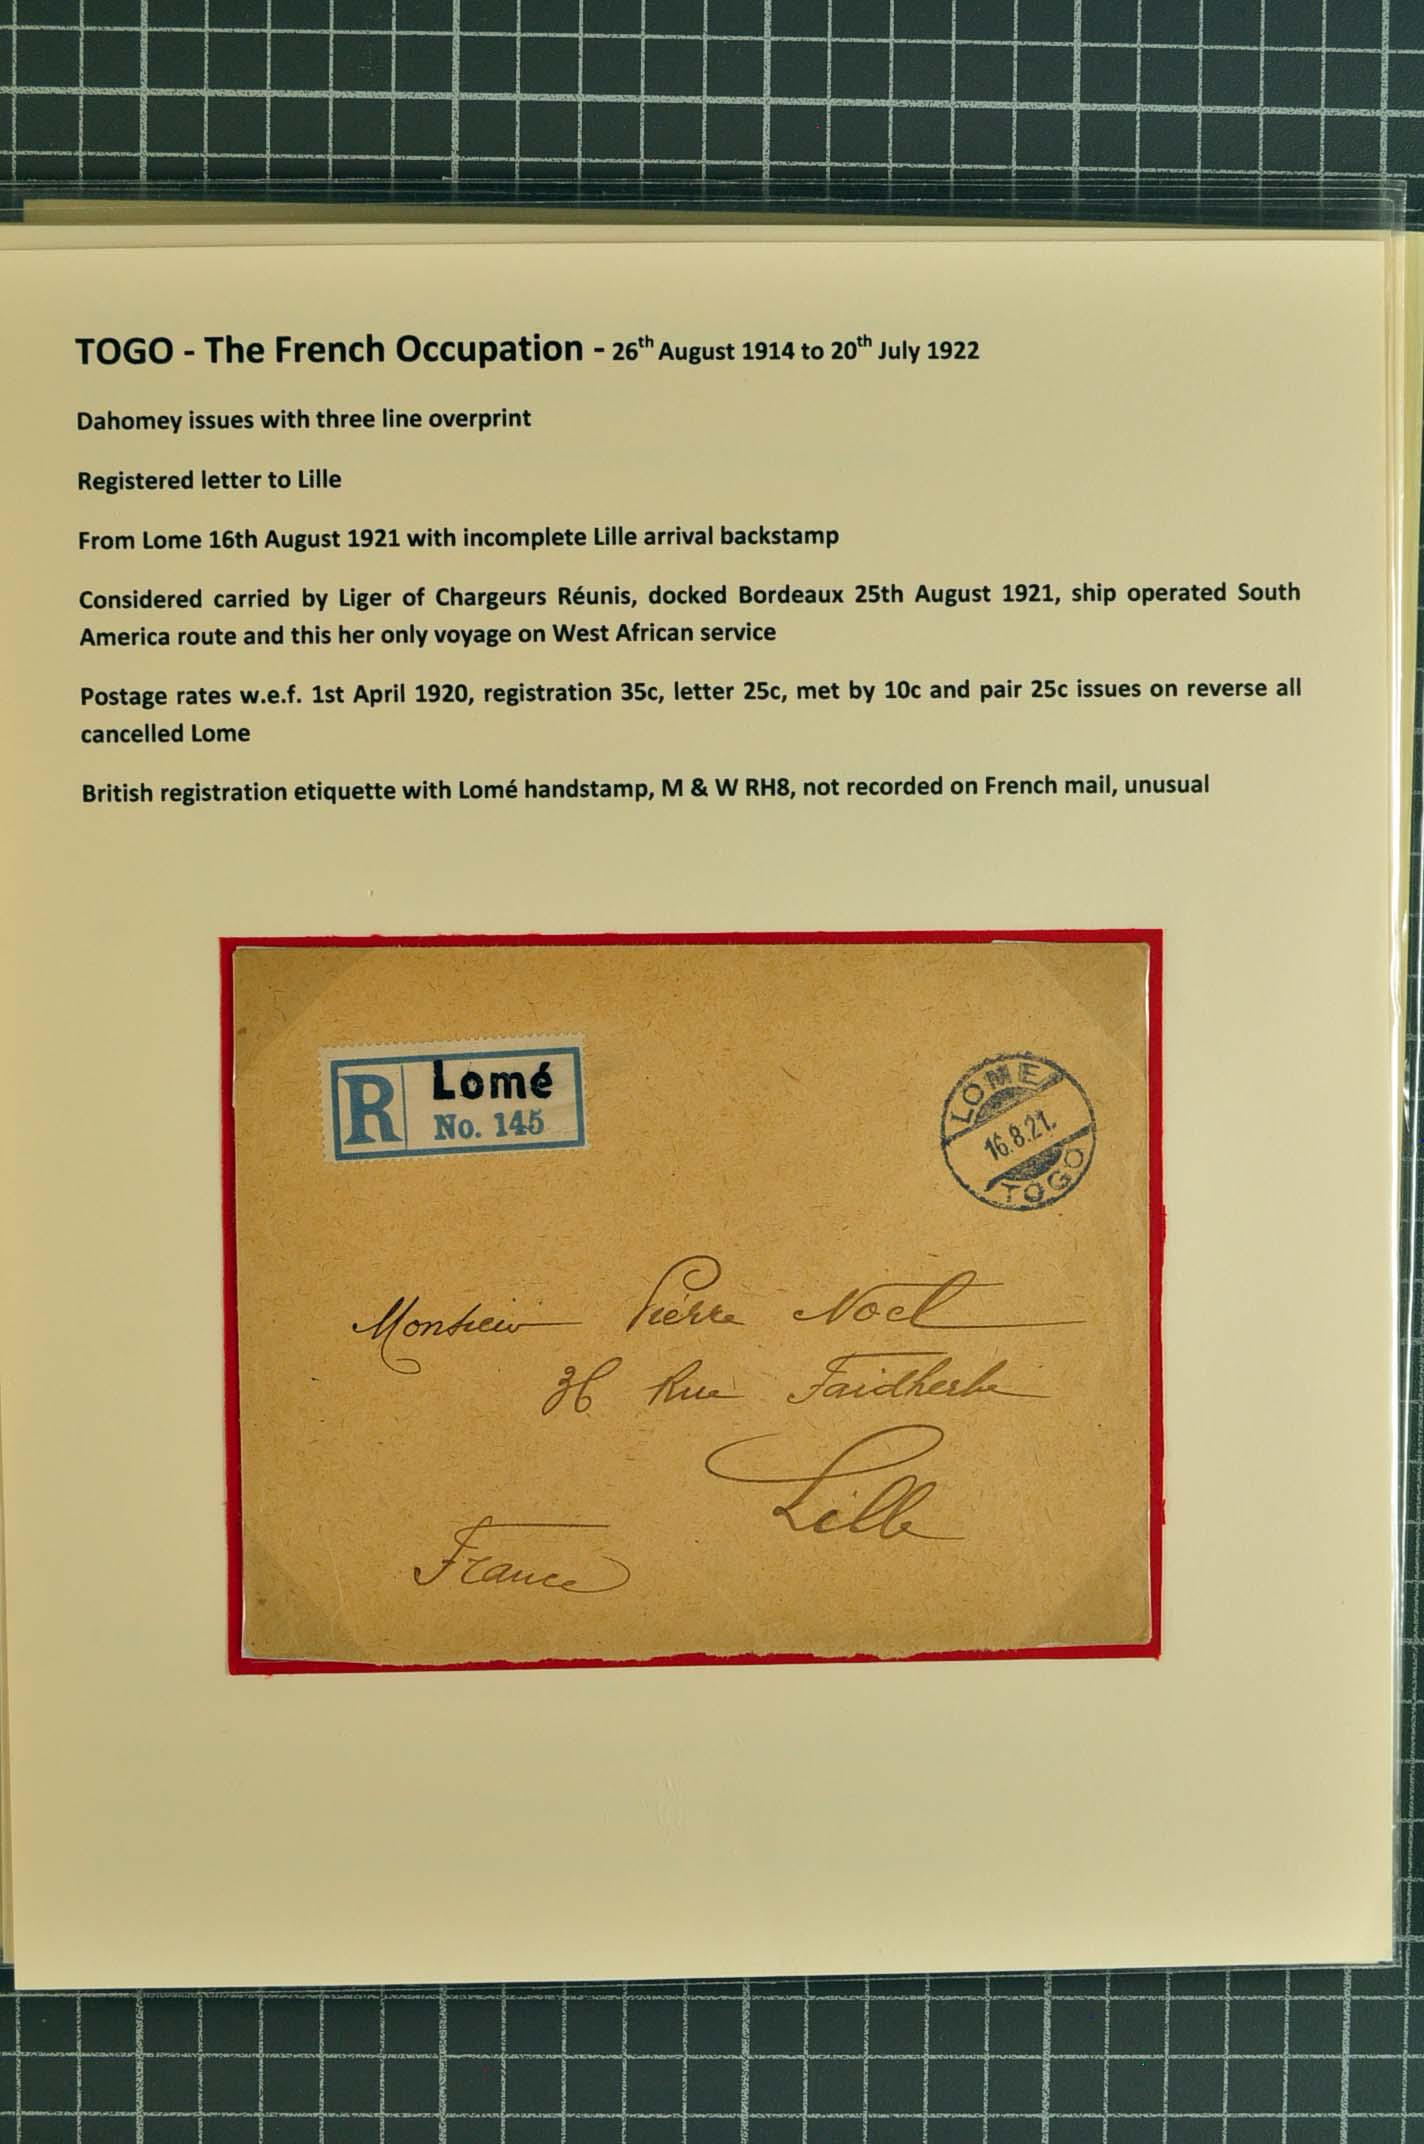 TOGO - The French Occupation - 26th August 1914 to 20th July 1922
Dahomey issues with three line overprint
Registered letter to Lille
From Lome 16th August 1921 with incomplete Lille arrival backstamp
Considered carried by Liger of Chargeurs Réunis, docked Bordeaux 25th August 1921, ship operated South
America route and this her only voyage on West African service
Postage rates w.e.f. 1st April 1920, registration 35c, letter 25c, met by 10c and pair 25c issues on reverse all
cancelled Lome
British registration etiquette with Lomé handstamp, M & W RH8, not recorded on French mail, unusual
R Lomé
No. 145
LOME
16.8.21.
TOGO
Monsieur Pierre Noel
36 Rue Faidherbe
Lille
France